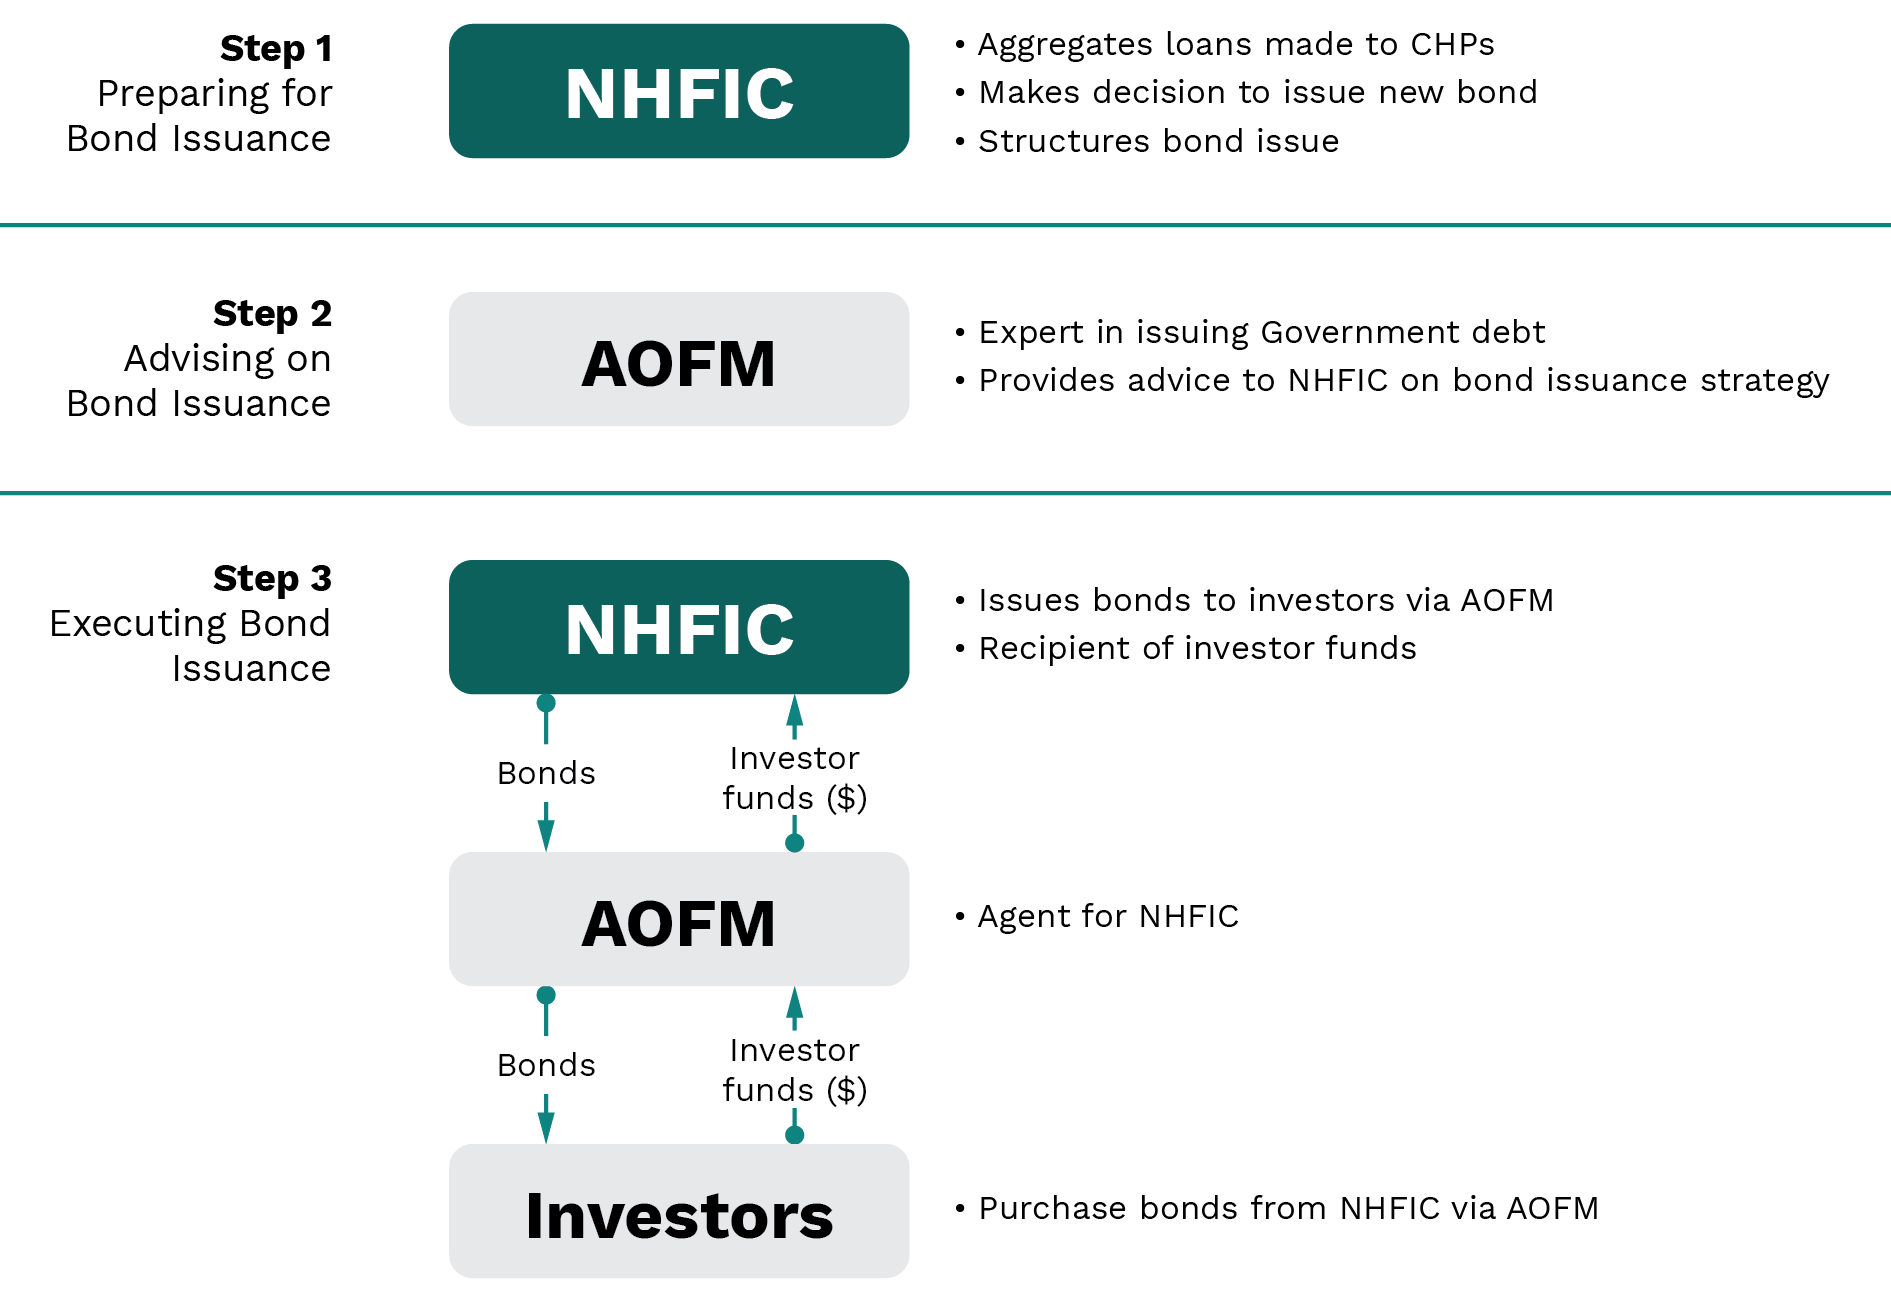 Step 1
Preparing for
Bond Issuance
NHFIC
• Aggregates loans made to CHPs
• Makes decision to issue new bond
• Structures bond issue
Step 2
Advising on
Bond Issuance
AOFM
• Expert in issuing Government debt
• Provides advice to NHFIC on bond issuance strategy
Step 3
Executing Bond
Issuance
NHFIC
• Issues bonds to investors via AOFM
• Recipient of investor funds
Bonds
Investor
funds ($)
AOFM
• Agent for NHFIC
Bonds
Investor
funds ($)
Investors
• Purchase bonds from NHFIC via AOFM